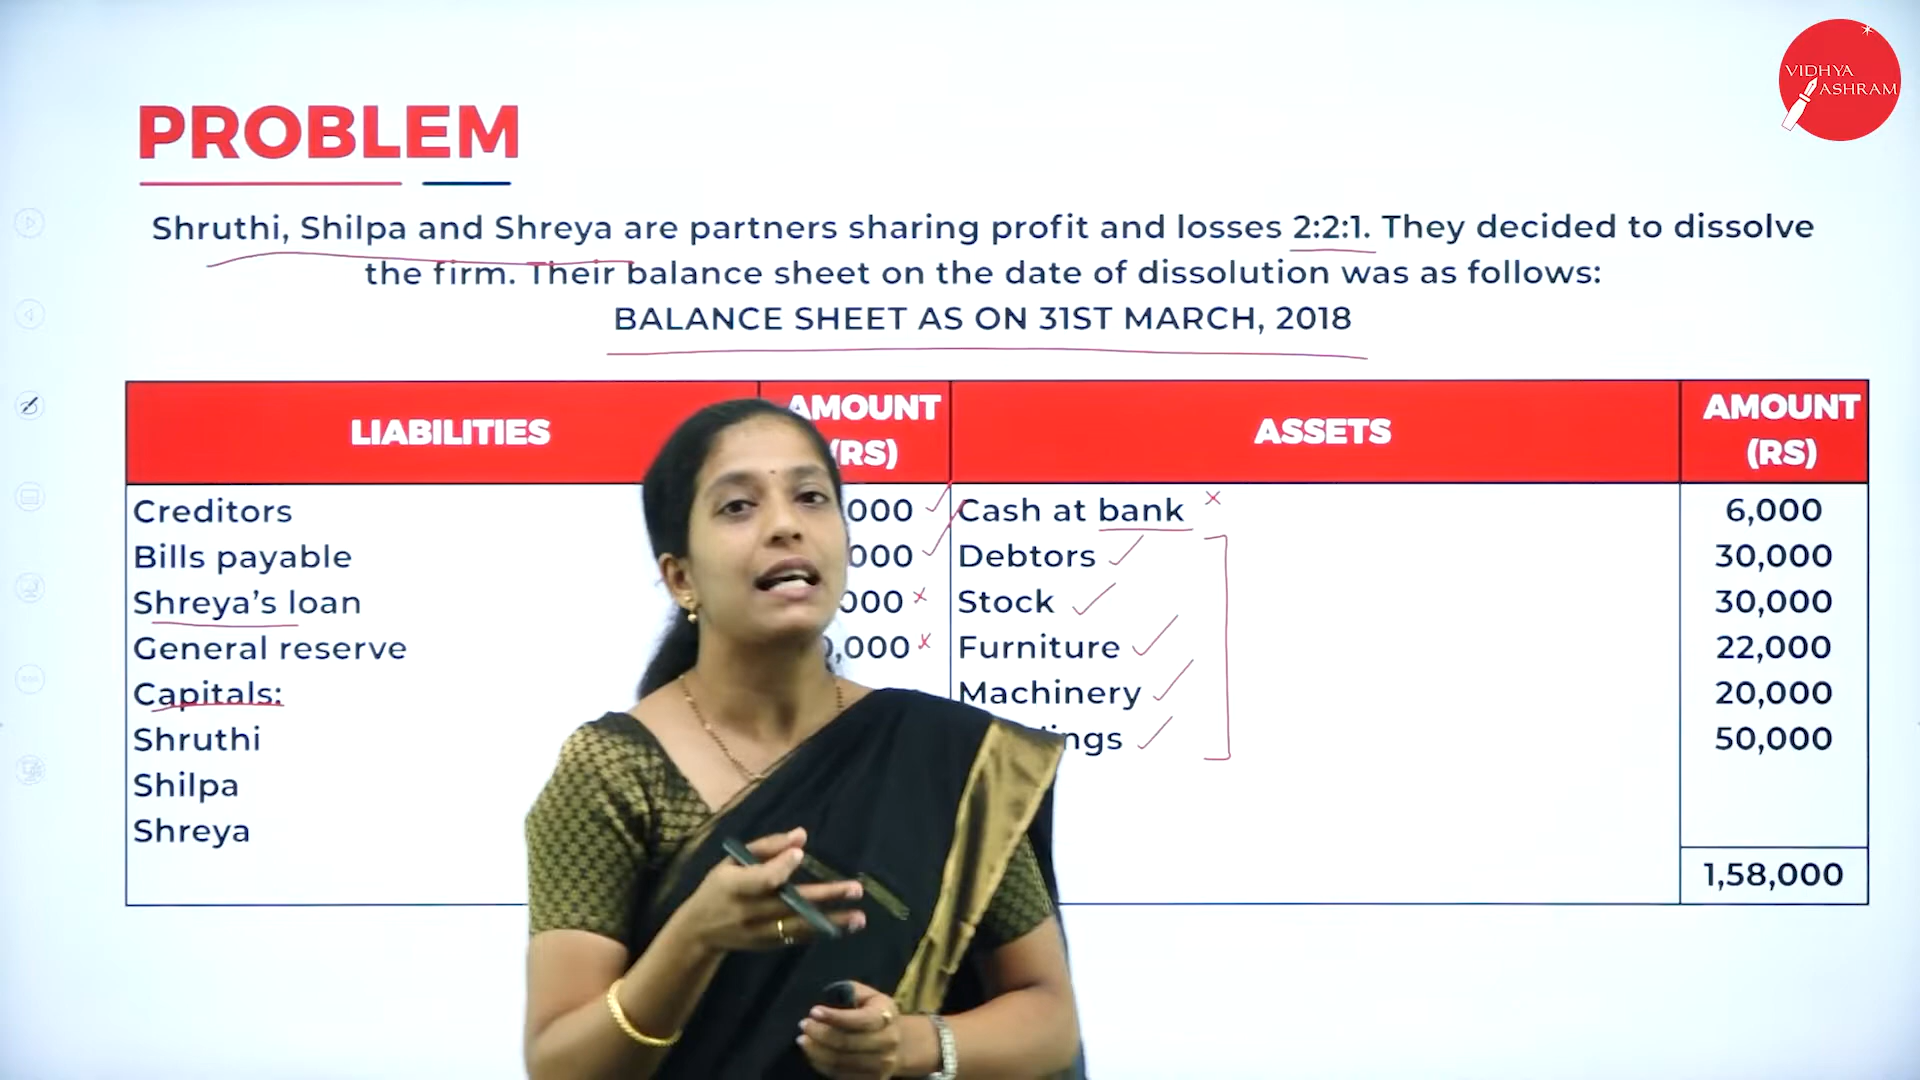 VIDHYA
ASHRAM
PROBLEM
Shruthi, Shilpa and Shreya are partners sharing profit and losses 2:2:1. They decided to dissolve
the firm. Their balance sheet on the date of dissolution was as follows:
BALANCE SHEET AS ON 31ST MARCH, 2018
LIABILITIES AMOUNT (RS) ASSETS AMOUNT (RS)
Creditors Cash at bank 6,000
Bills payable Debtors 30,000
Shreya's loan Stock 30,000
General reserve Furniture 22,000
Capitals: Machinery 20,000
Shruthi 50,000
Shilpa
Shreya
1,58,000